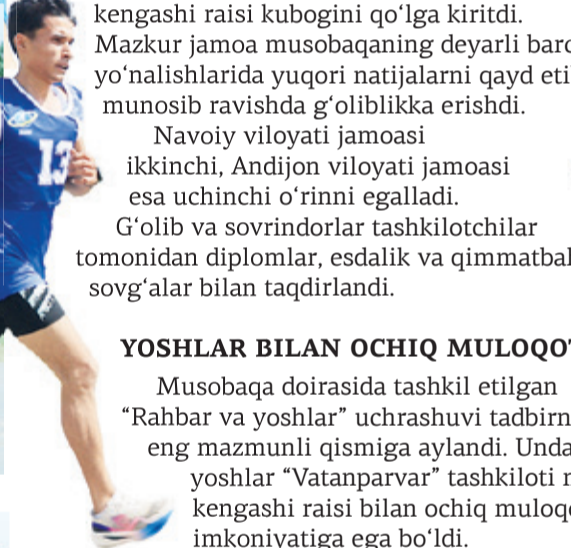 kengashi raisi kubogini qo‘lga kiritdi.
Mazkur jamoa musobaqaning deyarli
yo‘nalishlarida yuqori natijalarni qayd
munosib ravishda g‘oliblikka erishdi.
Navoiy viloyati jamoasi
ikkinchi, Andijon viloyati jamoasi
esa uchinchi o‘rinni egalladi.
G‘olib va sovrindorlar tashkilotchilar
tomonidan diplomlar, esdalik va
sovg‘alar bilan taqdirlandi.
YOSHLAR BILAN OCHIQ
Musobaqa doirasida tashkil etilgan
“Rahbar va yoshlar” uchrashuvi
eng mazmunli qismiga aylandi. Unda
yoshlar “Vatanparvar” tashkiloti
kengashi raisi bilan ochiq
imkoniyatiga ega bo‘ldi.
13